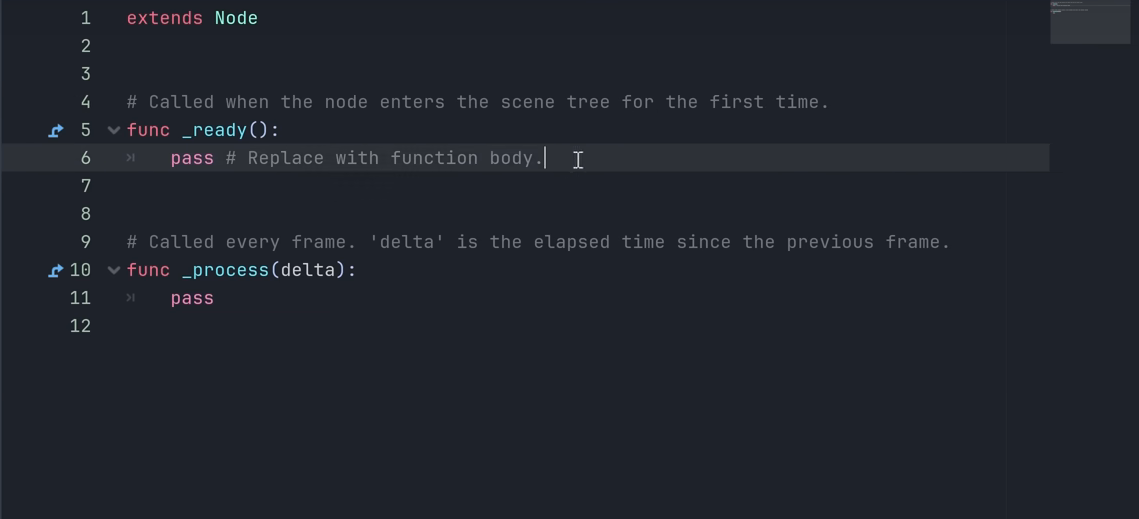 1 extends Node
2
3
4 # Called when the node enters the scene tree for the first time.
5 func _ready():
6 pass # Replace with function body.
7
8
9 # Called every frame. 'delta' is the elapsed time since the previous frame.
10 func _process(delta):
11 pass
12